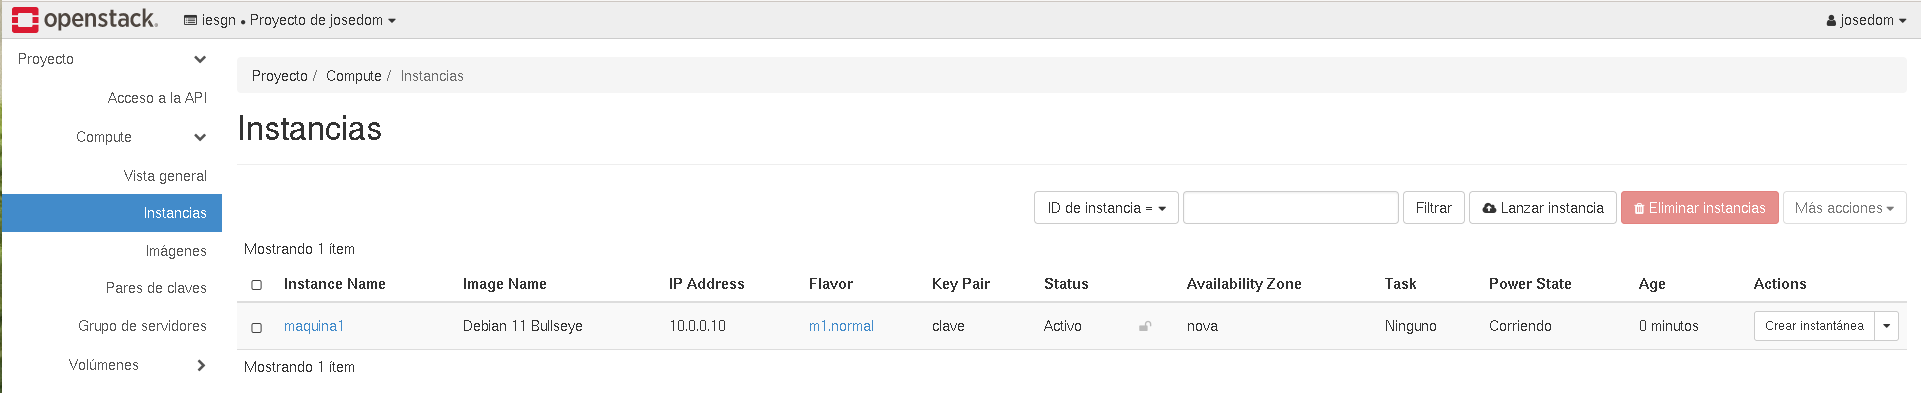 openstack. iesgn • Proyecto de josedom josedom
Proyecto
Acceso a la API
Compute
Vista general
Instancias
Imágenes
Pares de claves
Grupo de servidores
Volúmenes
Proyecto / Compute / Instancias
Instancias
ID de instancia = Filtrar Lanzar instancia Eliminar instancias Más acciones
Mostrando 1 ítem
Instance Name Image Name IP Address Flavor Key Pair Status Availability Zone Task Power State Age Actions
maquina1 Debian 11 Bullseye 10.0.0.10 m1.normal clave Activo nova Ninguno Corriendo 0 minutos Crear instantánea
Mostrando 1 ítem